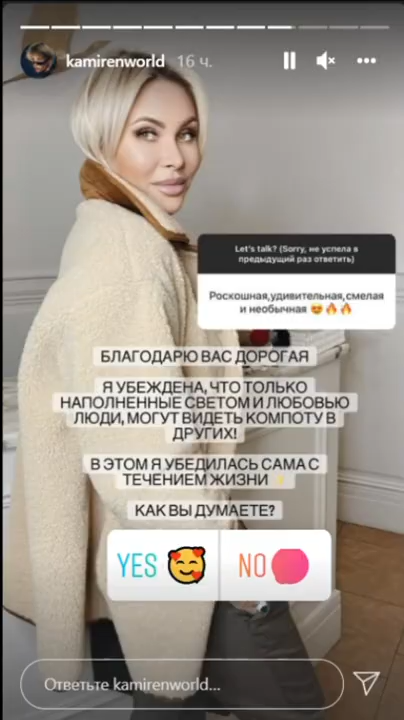 kamirenworld 16 ч.
Let's talk? (Sorry, не успела в
предыдущий раз ответить)
Роскошная,удивительная,смелая
и необычная 😍🔥🔥
БЛАГОДАРЮ ВАС ДОРОГАЯ
Я УБЕЖДЕНА, ЧТО ТОЛЬКО
НАПОЛНЕННЫЕ СВЕТОМ И ЛЮБОВЬЮ
ЛЮДИ, МОГУТ ВИДЕТЬ КОМПОТУ В
ДРУГИХ!
В ЭТОМ Я УБЕДИЛАСЬ САМА С
ТЕЧЕНИЕМ ЖИЗНИ✨
КАК ВЫ ДУМАЕТЕ?
YES 🥰 NO
Ответьте kamirenworld...